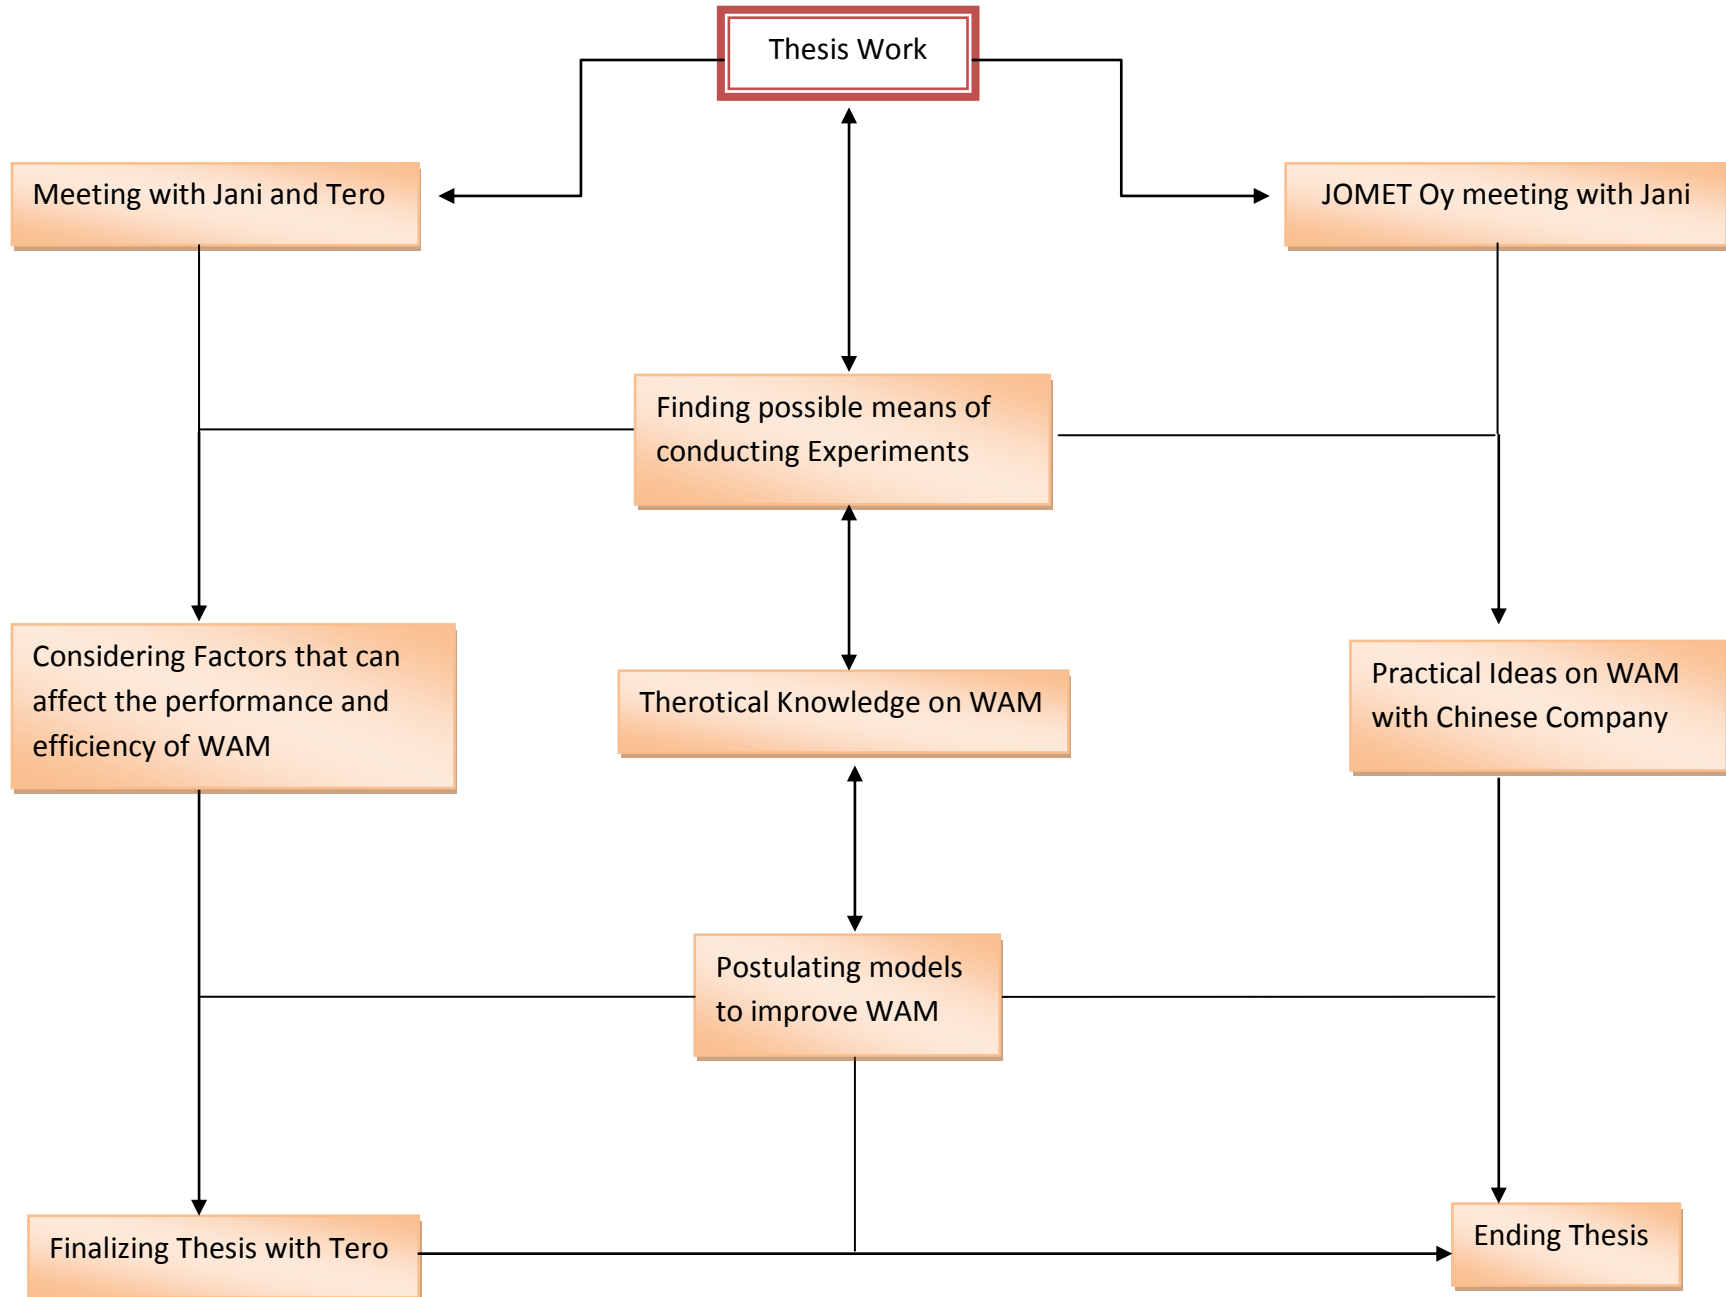 Thesis Work
Meeting with Jani and Tero
JOMET Oy meeting with Jani
Finding possible means of
conducting Experiments
Considering Factors that can
affect the performance and
efficiency of WAM
Therotical Knowledge on WAM
Practical Ideas on WAM
with Chinese Company
Postulating models
to improve WAM
Finalizing Thesis with Tero
Ending Thesis